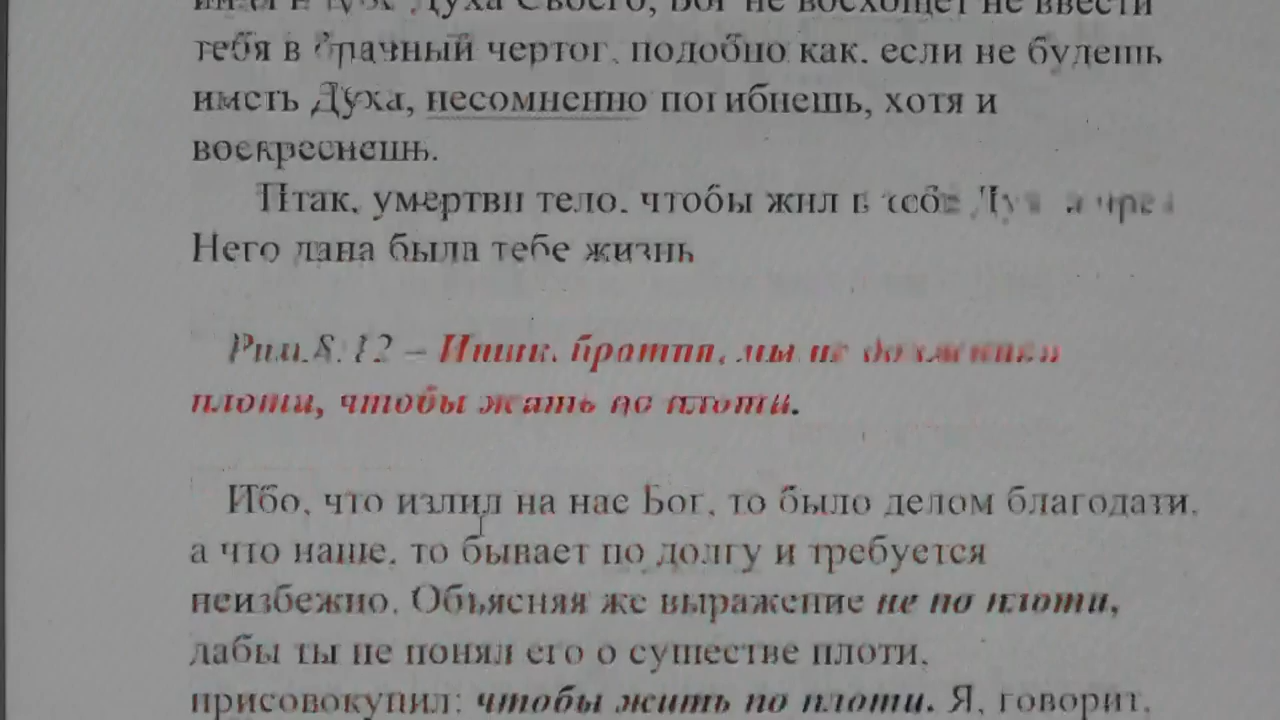 тебя в брачный чертог, подобно как, если не будешь
иметь Духа, несомненно погибнешь, хотя и
воскреснешь.
Итак, умертви тело, чтобы жил в тебе Дух, а чрез
Него дана была тебе жизнь
Рим.8.12 – Итак, братия, мы не должники
плоти, чтобы жить по плоти.
Ибо, что излил на нас Бог, то было делом благодати,
а что наше, то бывает по долгу и требуется
неизбежно. Объясняя же выражение не по плоти,
дабы ты не понял его о существе плоти,
присовокупил: чтобы жить по плоти. Я, говорит,